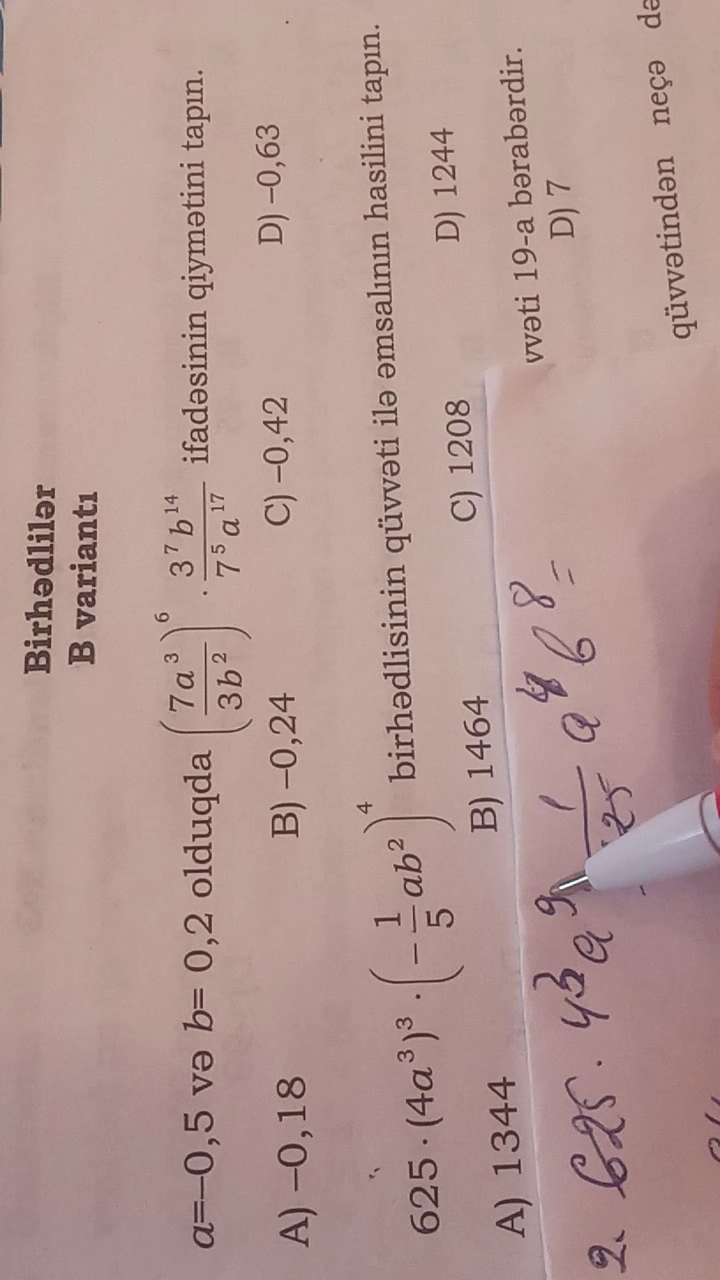 Birhədlilər
B variantı
a=–0,5 və b= 0,2 olduqda (7a³/3b²)⁶ · 3⁷b¹⁴/7⁵a¹⁷ ifadəsinin qiymətini tapın.
A) –0,18 B) –0,24 C) –0,42 D) –0,63
625 · (4a³)³ · (–1/5 ab²)⁴ birhədlisinin qüvvəti ilə əmsalının hasilini tapın.
A) 1344 B) 1464 C) 1208 D) 1244
vvəti 19-a bərabərdir.
D) 7
2. 625 · 4³a⁹ a⁴b⁸=
qüvvətindən neçə də